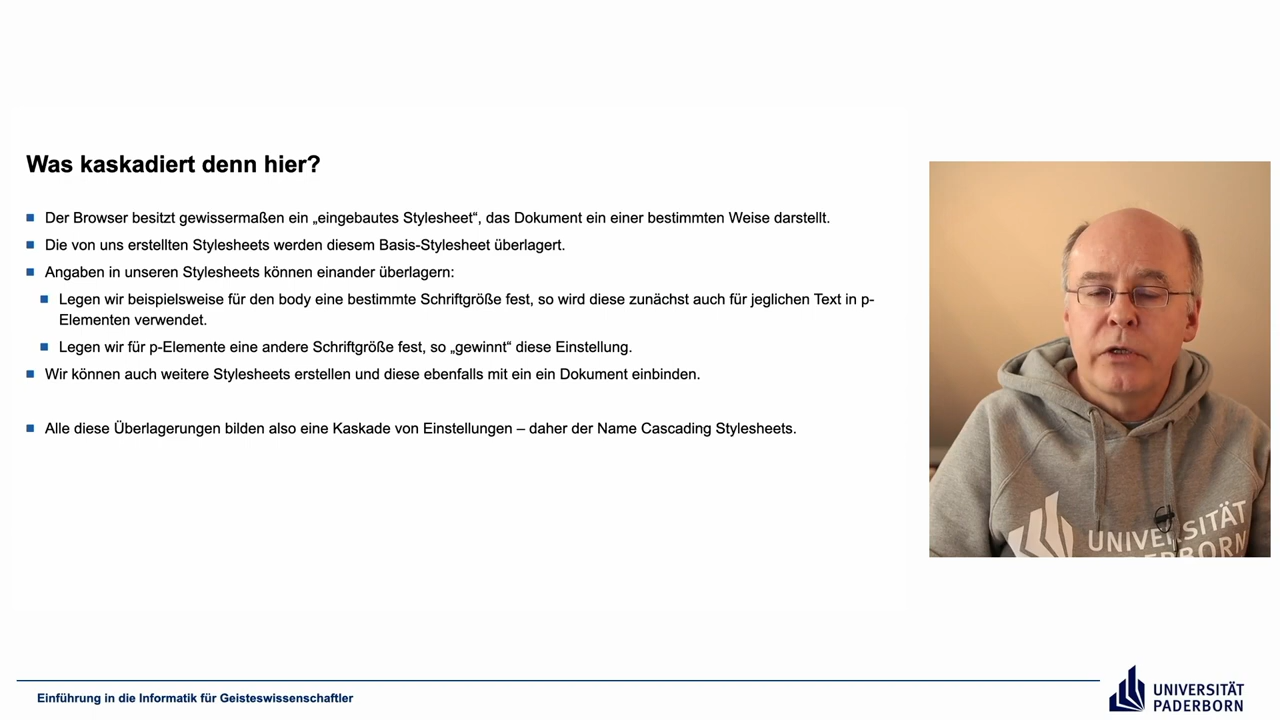 Was kaskadiert denn hier?
Der Browser besitzt gewissermaßen ein „eingebautes Stylesheet“, das Dokument ein einer bestimmten Weise darstellt.
Die von uns erstellten Stylesheets werden diesem Basis-Stylesheet überlagert.
Angaben in unseren Stylesheets können einander überlagern:
Legen wir beispielsweise für den body eine bestimmte Schriftgröße fest, so wird diese zunächst auch für jeglichen Text in p-
Elementen verwendet.
Legen wir für p-Elemente eine andere Schriftgröße fest, so „gewinnt“ diese Einstellung.
Wir können auch weitere Stylesheets erstellen und diese ebenfalls mit ein ein Dokument einbinden.
Alle diese Überlagerungen bilden also eine Kaskade von Einstellungen – daher der Name Cascading Stylesheets.
UNIVERSITÄT
PADERBORN
Einführung in die Informatik für Geisteswissenschaftler
UNIVERSITÄT
PADERBORN